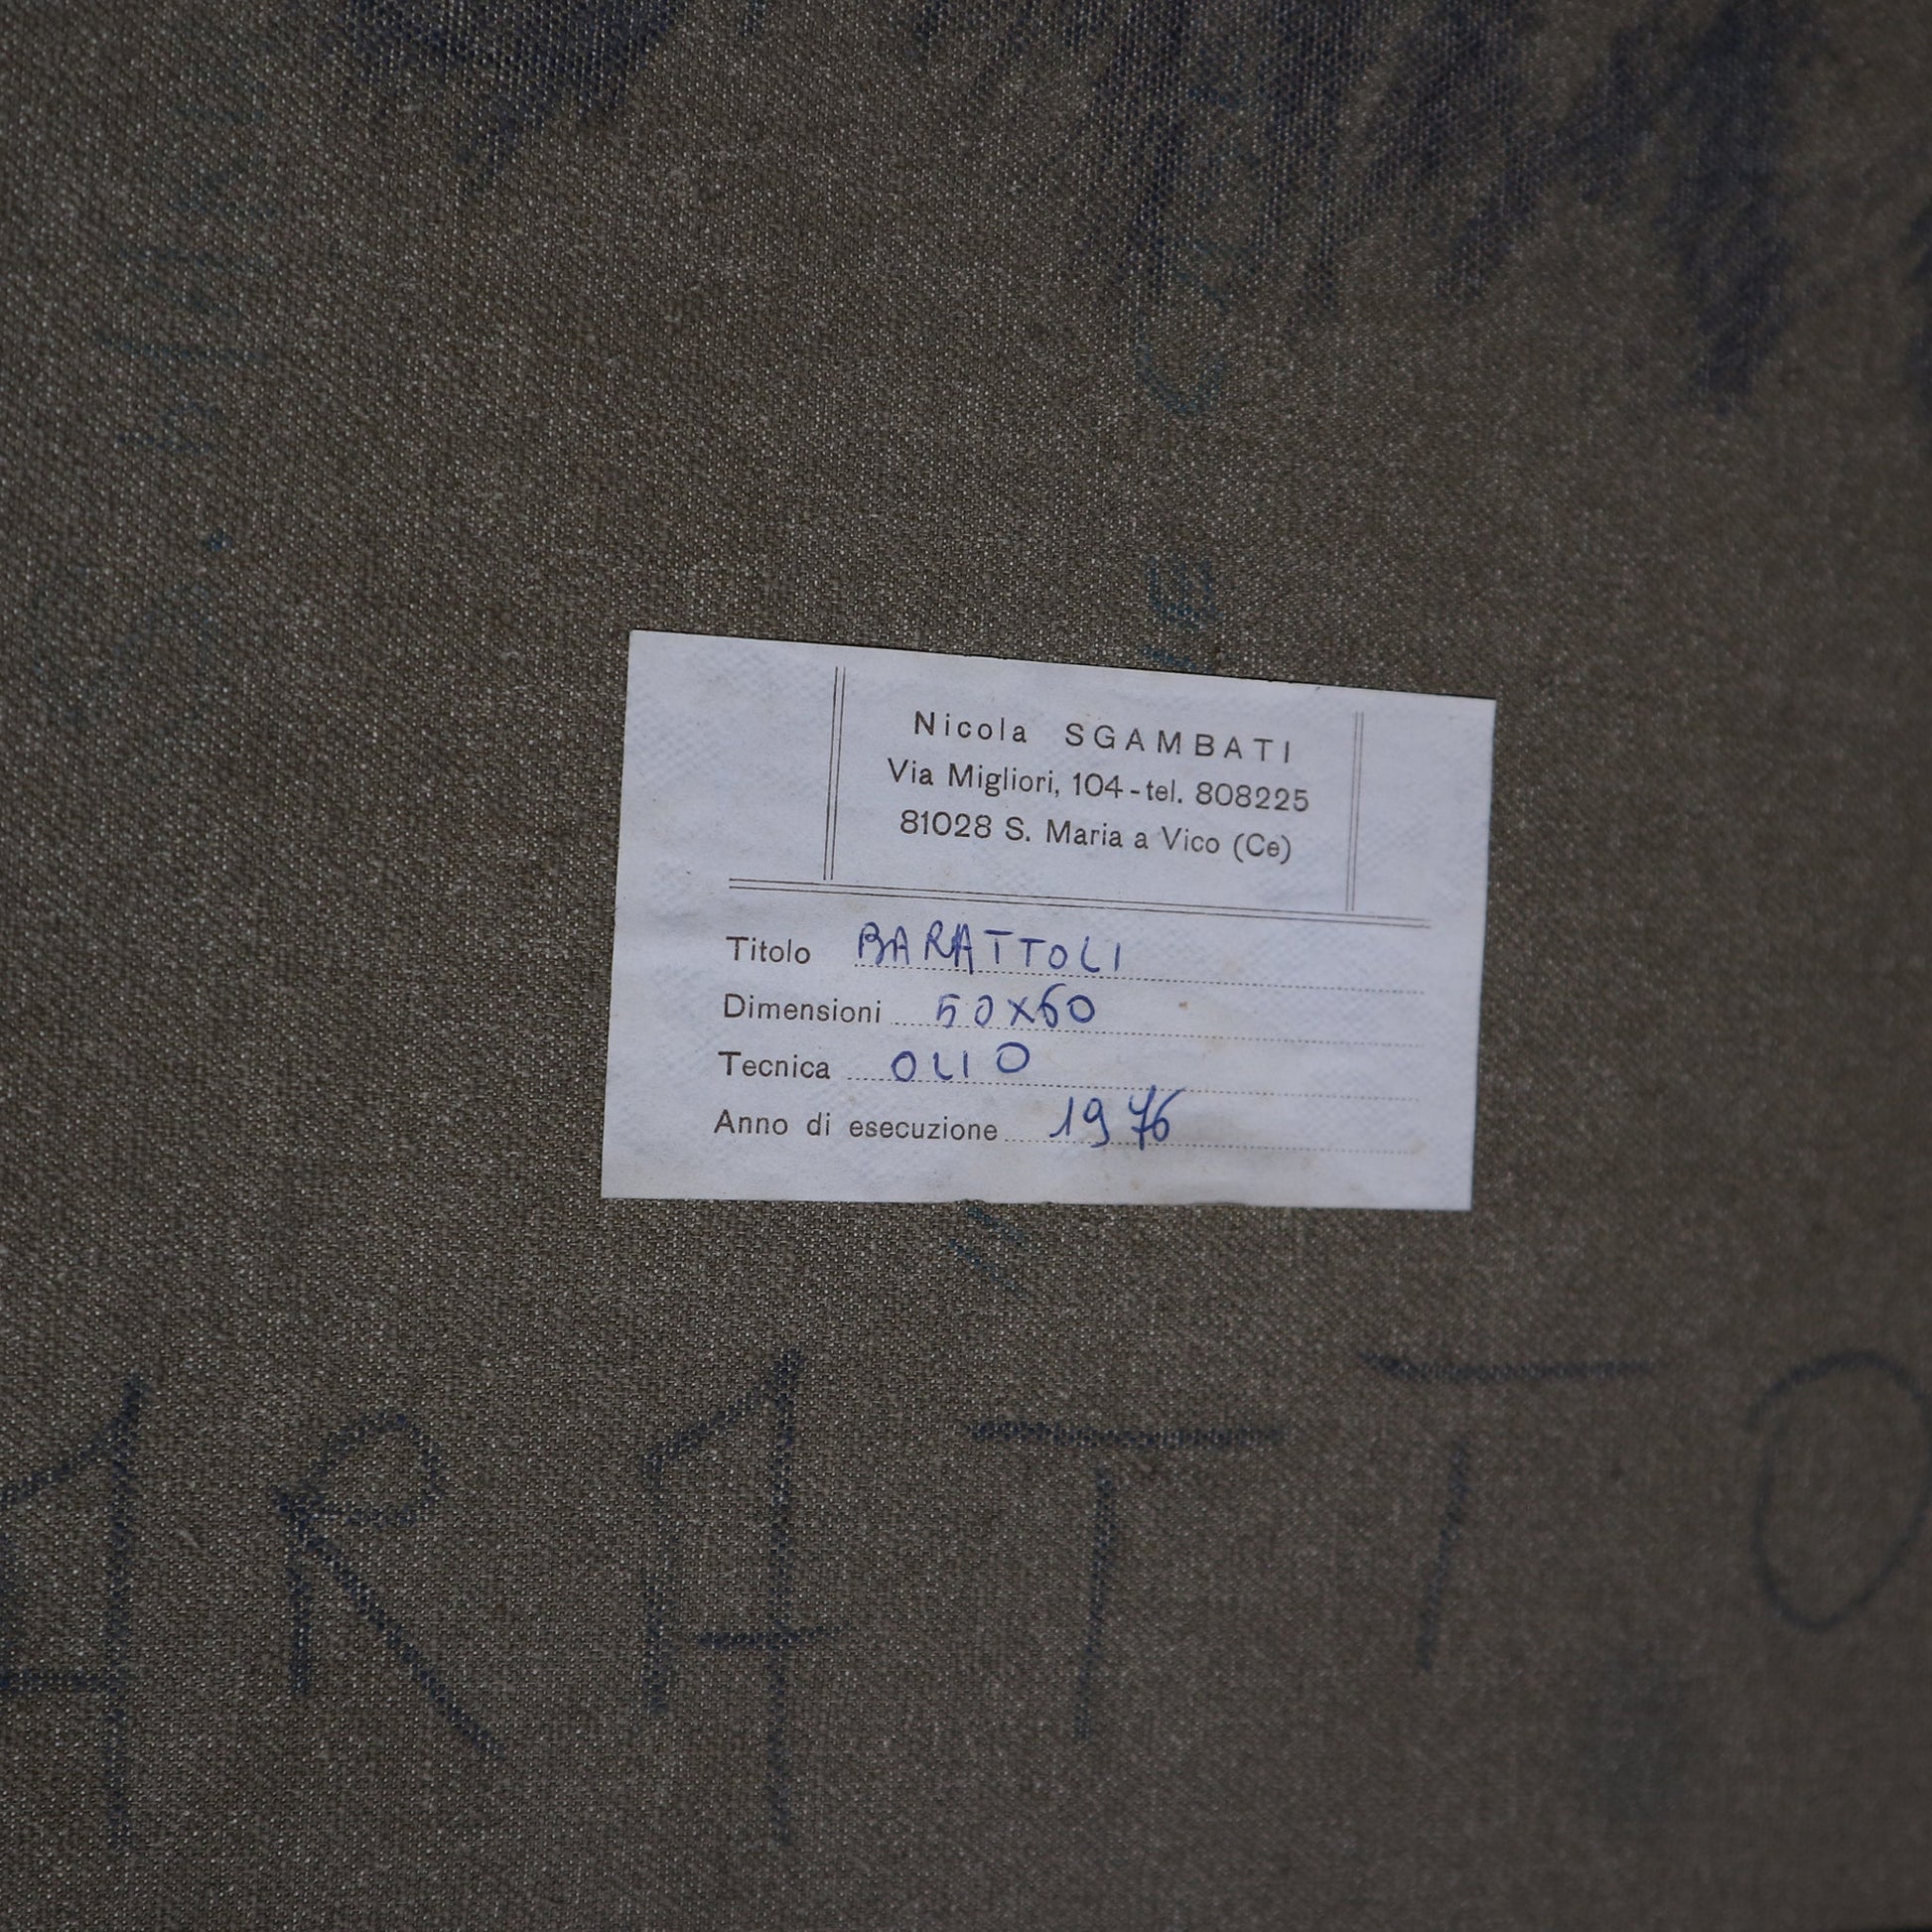 Nicola SGAMBATI
Via Migliori, 104-tel. 808225
81028 S. Maria a Vico (Ce)
Titolo BARATTOLI
Dimensioni 50x60
Tecnica OLIO
Anno di esecuzione 1976
ARATTO